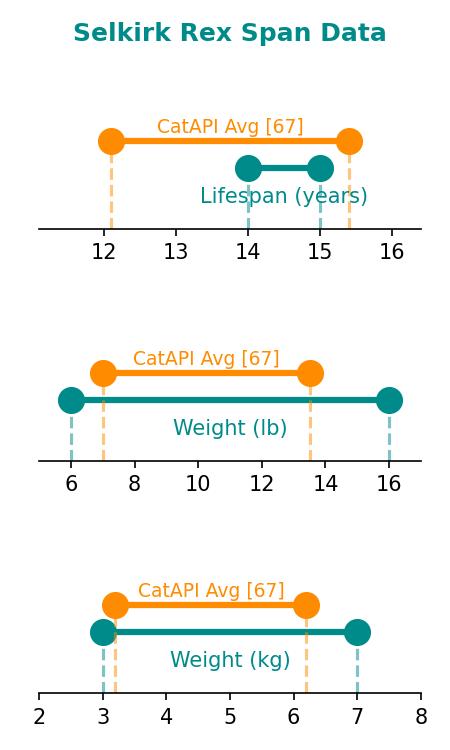 Selkirk Rex Span Data
CatAPI Avg [67]
Lifespan (years)
12 13 14 15 16
CatAPI Avg [67]
Weight (lb)
6 8 10 12 14 16
CatAPI Avg [67]
Weight (kg)
2 3 4 5 6 7 8